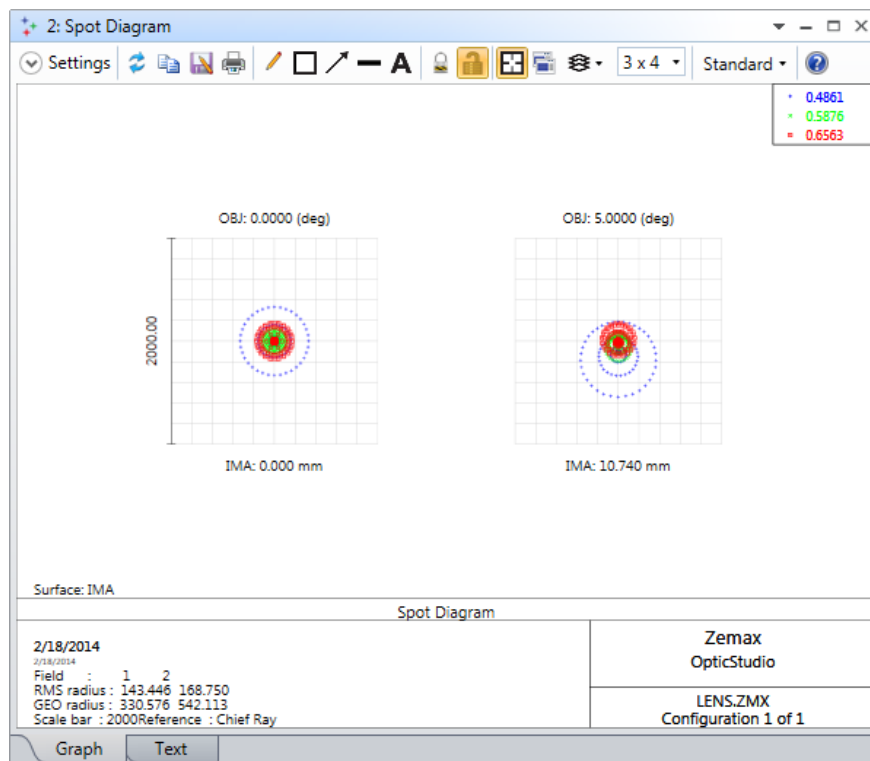 2: Spot Diagram
Settings A 3 x 4 Standard ?
0.4861
0.5876
0.6563
OBJ: 0.0000 (deg) OBJ: 5.0000 (deg)
2000.00
IMA: 0.000 mm IMA: 10.740 mm
Surface: IMA
Spot Diagram
2/18/2014
2/18/2014
Field : 1 2
RMS radius : 143.446 168.750
GEO radius : 330.576 542.113
Scale bar : 2000Reference : Chief Ray
Zemax
OpticStudio
LENS.ZMX
Configuration 1 of 1
Graph Text